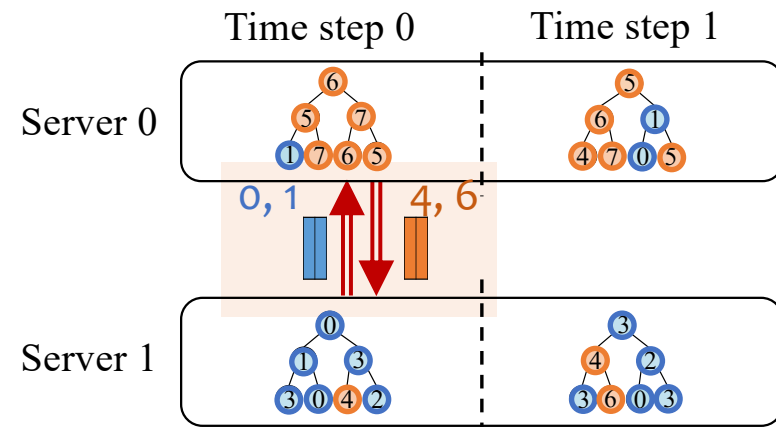 Time step 0 Time step 1
Server 0
6
5 7
1 7 6 5
5
6 1
4 7 0 5
0, 1 4, 6
Server 1
0
1 3
3 0 4 2
3
4 2
3 6 0 3